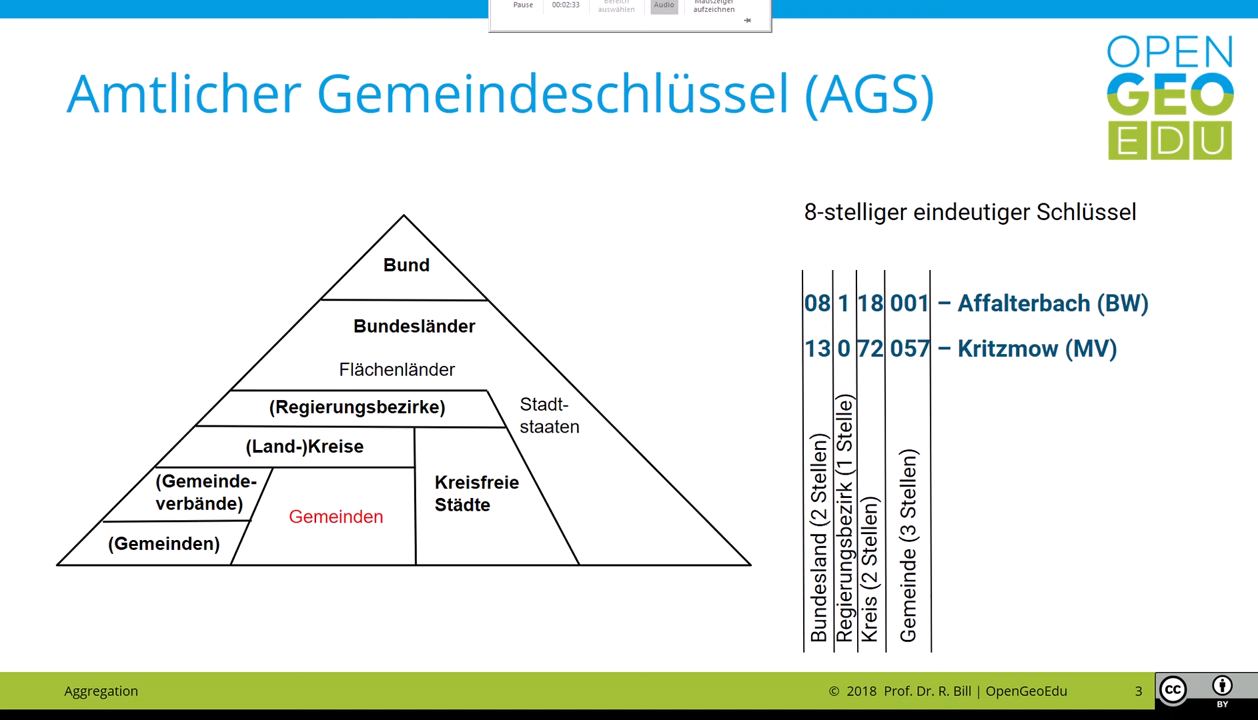 Pause
00:02:33
Bereich
auswählen
Audio
Mauszeiger
aufzeichnen
Amtlicher Gemeindeschlüssel (AGS)
OPEN
GEO
EDU
Bund
Bundesländer
Flächenländer
(Regierungsbezirke)
Stadt-
staaten
(Land-)Kreise
(Gemeinde-
verbände)
Kreisfreie
Städte
Gemeinden
(Gemeinden)
8-stelliger eindeutiger Schlüssel
08 1 18 001 – Affalterbach (BW)
13 0 72 057 – Kritzmow (MV)
Bundesland (2 Stellen)
Regierungsbezirk (1 Stelle)
Kreis (2 Stellen)
Gemeinde (3 Stellen)
Aggregation
© 2018 Prof. Dr. R. Bill | OpenGeoEdu
3
CC
BY